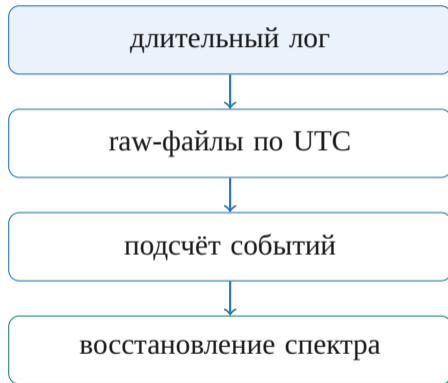 длительный лог
raw-файлы по UTC
подсчёт событий
восстановление спектра